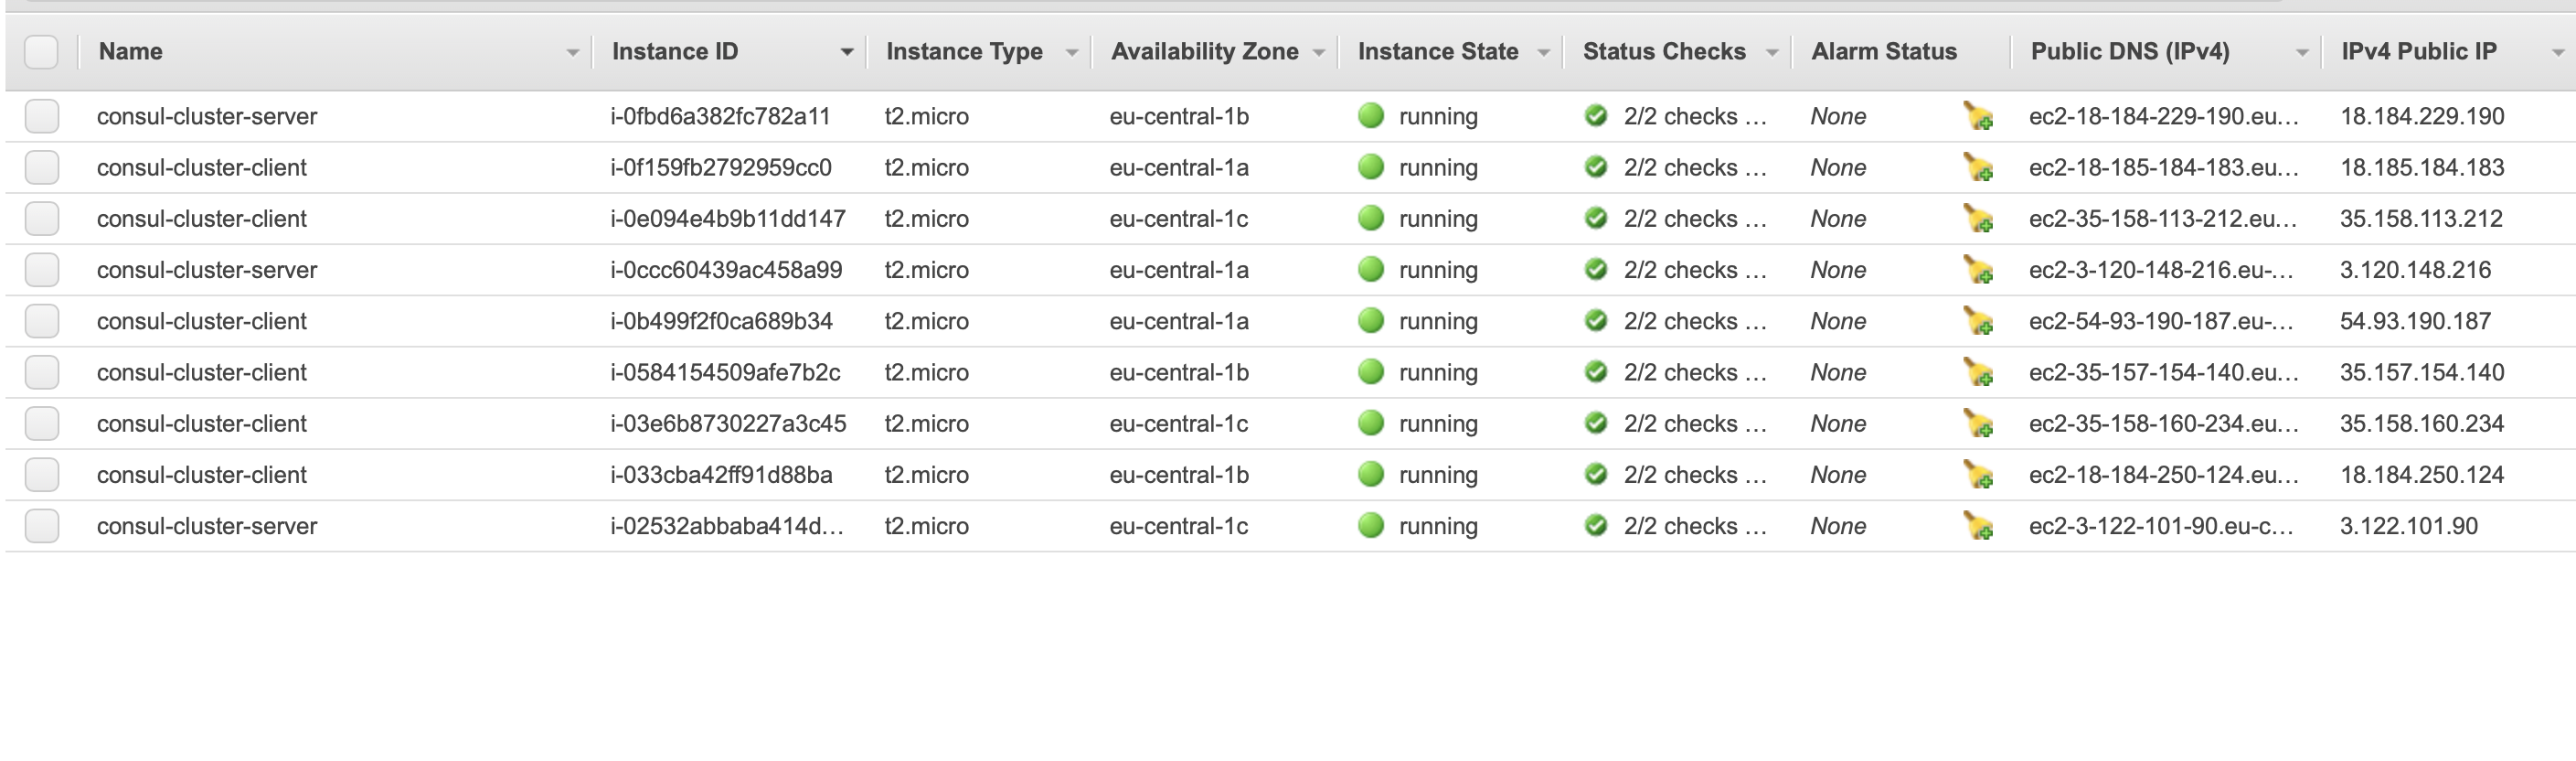 Name Instance ID Instance Type Availability Zone Instance State Status Checks Alarm Status Public DNS (IPv4) IPv4 Public IP
consul-cluster-server i-0fbd6a382fc782a11 t2.micro eu-central-1b running 2/2 checks ... None ec2-18-184-229-190.eu... 18.184.229.190
consul-cluster-client i-0f159fb2792959cc0 t2.micro eu-central-1a running 2/2 checks ... None ec2-18-185-184-183.eu... 18.185.184.183
consul-cluster-client i-0e094e4b9b11dd147 t2.micro eu-central-1c running 2/2 checks ... None ec2-35-158-113-212.eu... 35.158.113.212
consul-cluster-server i-0ccc60439ac458a99 t2.micro eu-central-1a running 2/2 checks ... None ec2-3-120-148-216.eu-... 3.120.148.216
consul-cluster-client i-0b499f2f0ca689b34 t2.micro eu-central-1a running 2/2 checks ... None ec2-54-93-190-187.eu-... 54.93.190.187
consul-cluster-client i-0584154509afe7b2c t2.micro eu-central-1b running 2/2 checks ... None ec2-35-157-154-140.eu... 35.157.154.140
consul-cluster-client i-03e6b8730227a3c45 t2.micro eu-central-1c running 2/2 checks ... None ec2-35-158-160-234.eu... 35.158.160.234
consul-cluster-client i-033cba42ff91d88ba t2.micro eu-central-1b running 2/2 checks ... None ec2-18-184-250-124.eu... 18.184.250.124
consul-cluster-server i-02532abbaba414d... t2.micro eu-central-1c running 2/2 checks ... None ec2-3-122-101-90.eu-c... 3.122.101.90